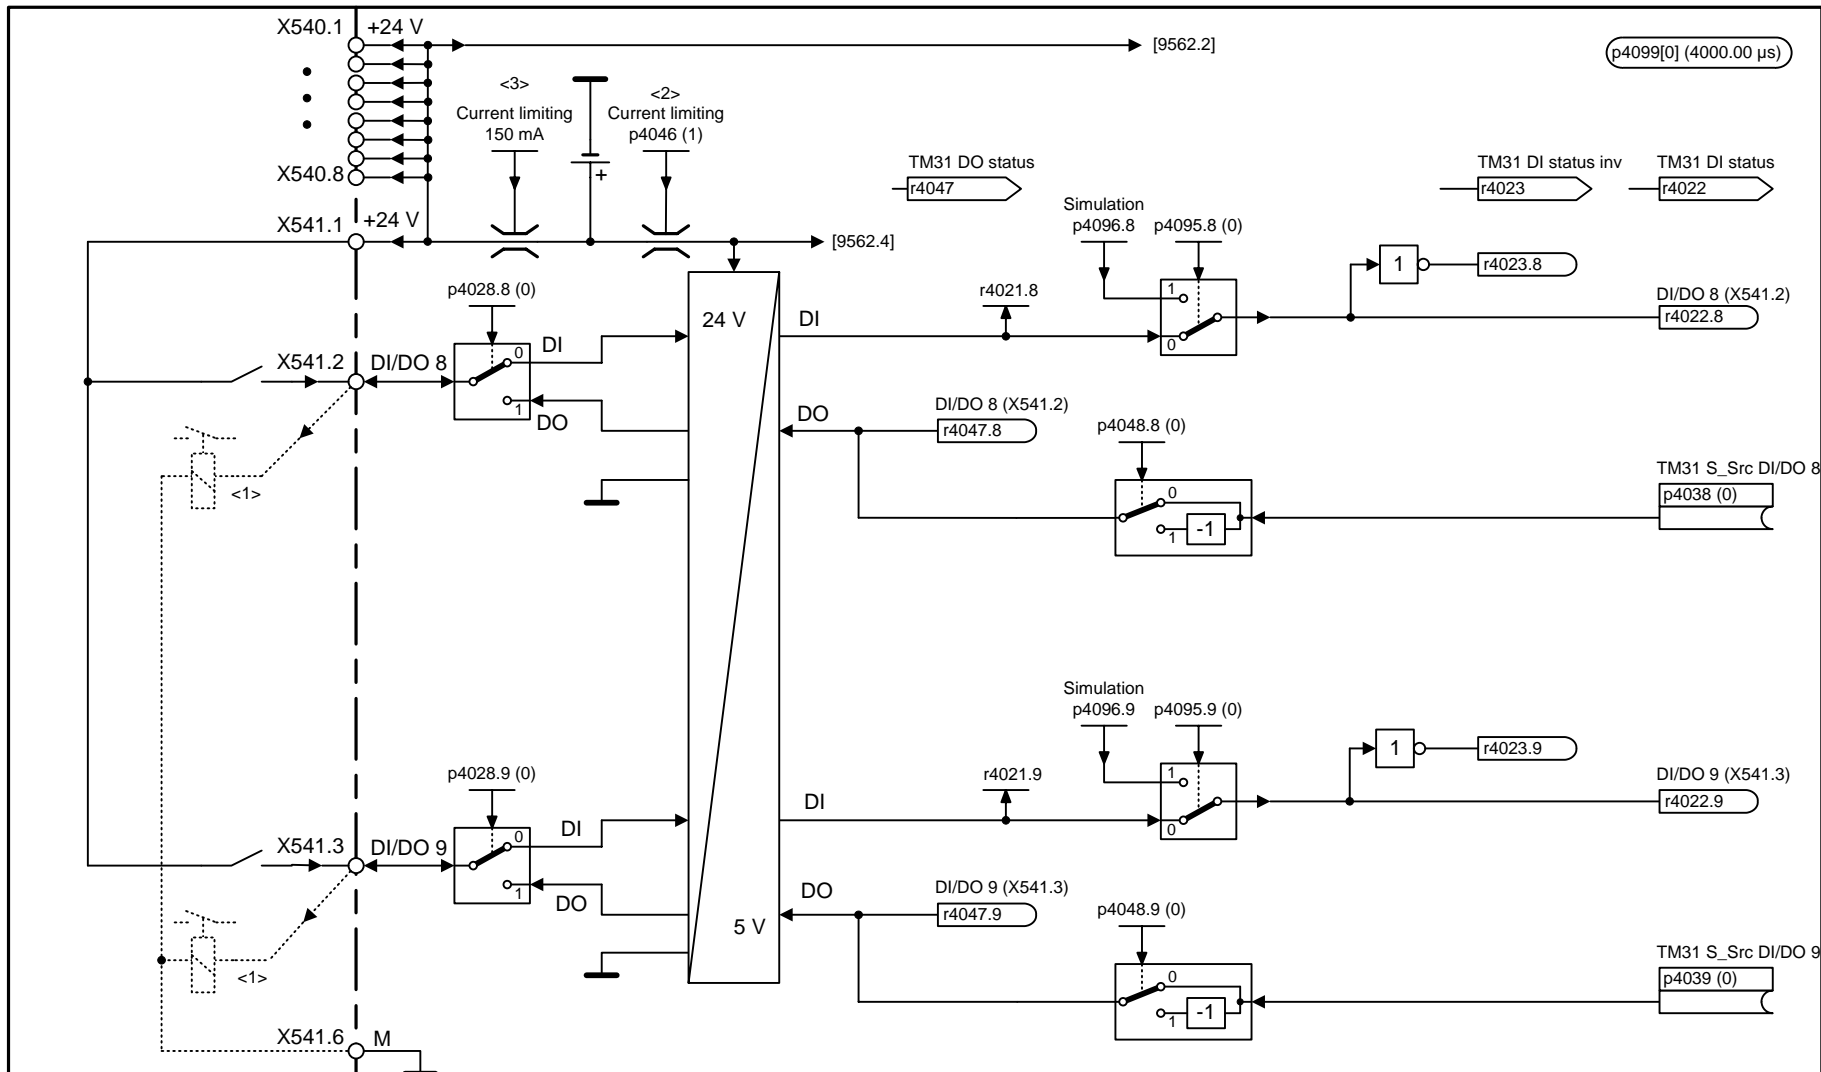 X540.1 +24 V
[9562.2]
p4099[0] (4000.00 µs)
<3>
Current limiting
150 mA
<2>
Current limiting
p4046 (1)
+
X540.8
TM31 DO status
r4047
TM31 DI status inv
r4023
TM31 DI status
r4022
X541.1 +24 V
[9562.4]
Simulation
p4096.8
p4095.8 (0)
1
0
1
r4023.8
p4028.8 (0)
24 V
DI
r4021.8
DI/DO 8 (X541.2)
r4022.8
X541.2 DI/DO 8
0
1
DI
DO
<1>
DO
DI/DO 8 (X541.2)
r4047.8
p4048.8 (0)
0
1
-1
TM31 S_Src DI/DO 8
p4038 (0)
Simulation
p4096.9
p4095.9 (0)
1
0
1
r4023.9
p4028.9 (0)
DI
r4021.9
DI/DO 9 (X541.3)
r4022.9
X541.3 DI/DO 9
0
1
DI
DO
<1>
5 V
DO
DI/DO 9 (X541.3)
r4047.9
p4048.9 (0)
0
1
-1
TM31 S_Src DI/DO 9
p4039 (0)
X541.6 M